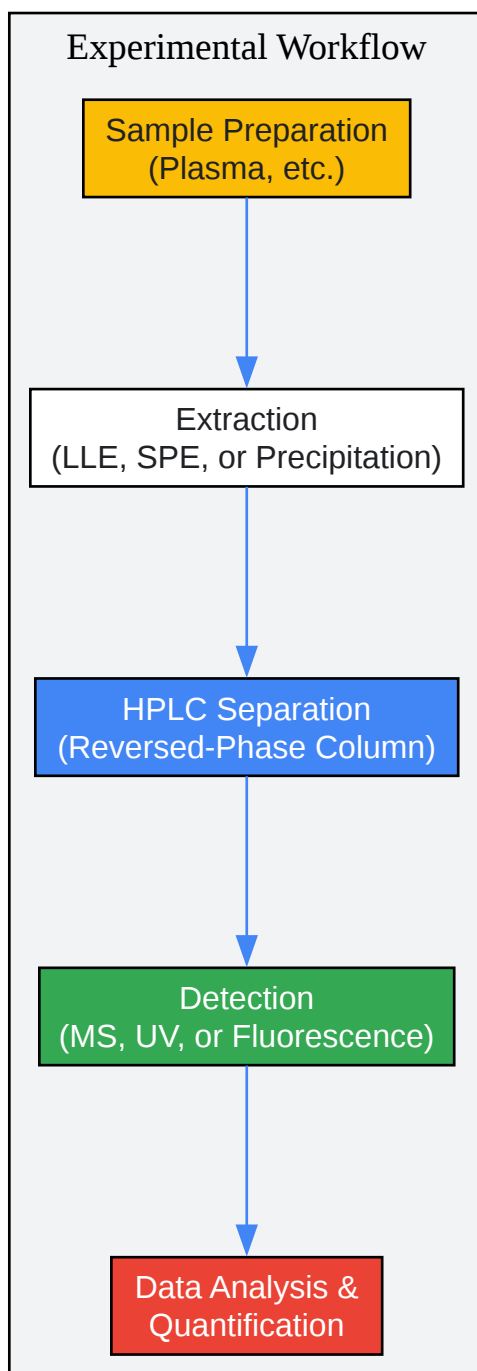 Experimental Workflow
Sample Preparation
(Plasma, etc.)
Extraction
(LLE, SPE, or Precipitation)
HPLC Separation
(Reversed-Phase Column)
Detection
(MS, UV, or Fluorescence)
Data Analysis &
Quantification